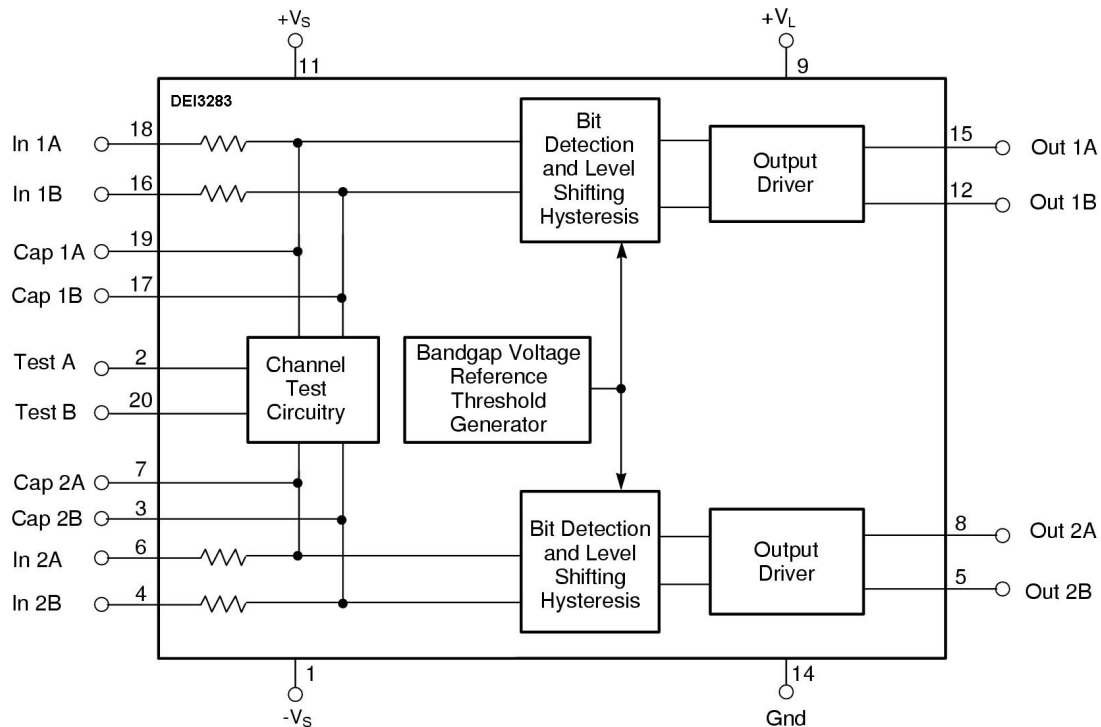 +VS
11
+VL
9
DEI3283
In 1A
18
In 1B
16
Cap 1A
19
Cap 1B
17
Test A
2
Test B
20
Cap 2A
7
Cap 2B
3
In 2A
6
In 2B
4
Channel
Test
Circuitry
Bandgap Voltage
Reference
Threshold
Generator
Bit
Detection
and Level
Shifting
Hysteresis
Output
Driver
15
Out 1A
12
Out 1B
Bit Detection
and Level
Shifting
Hysteresis
Output
Driver
8
Out 2A
5
Out 2B
1
-VS
14
Gnd